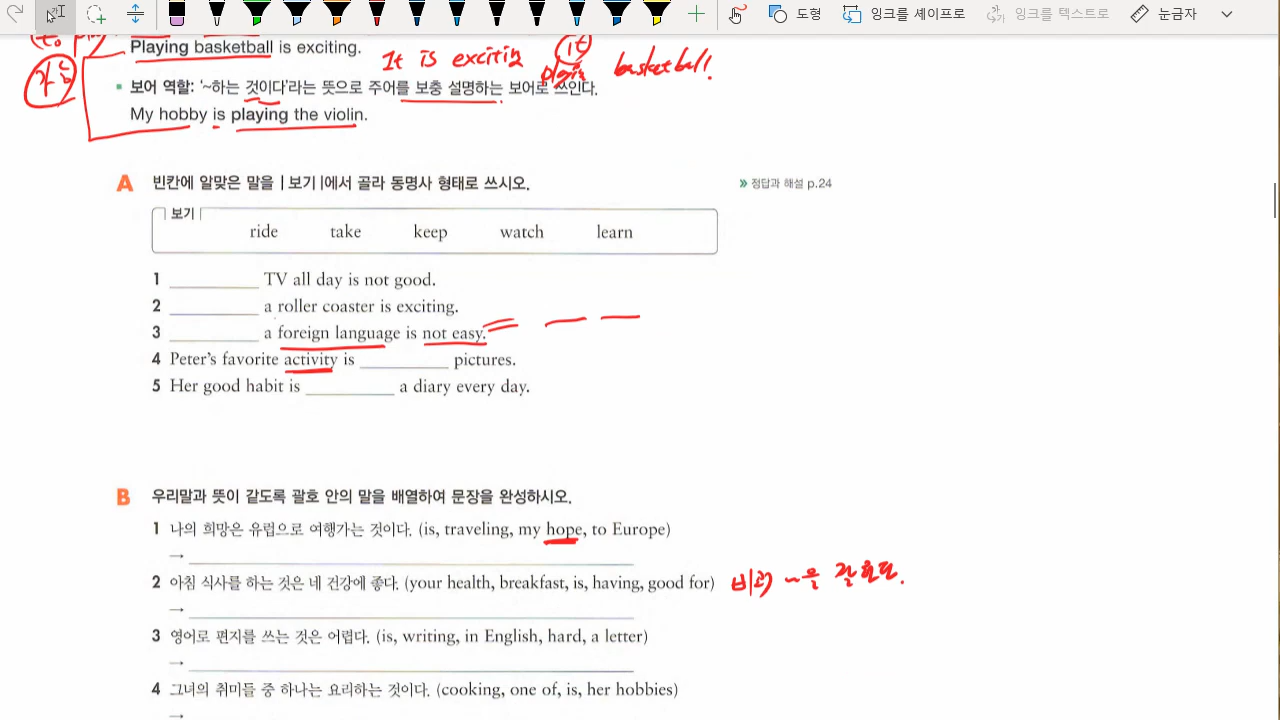 도형 잉크를 셰이프로 잉크를 텍스트로 눈금자
Playing basketball is exciting.
It is excitin (it) basketball.
보어 역할: '~하는 것이다'라는 뜻으로 주어를 보충 설명하는 보어로 쓰인다.
My hobby is playing the violin.
A 빈칸에 알맞은 말을 |보기|에서 골라 동명사 형태로 쓰시오.
» 정답과 해설 p.24
보기
ride take keep watch learn
1 __________ TV all day is not good.
2 __________ a roller coaster is exciting.
3 __________ a foreign language is not easy.
4 Peter's favorite activity is __________ pictures.
5 Her good habit is __________ a diary every day.
B 우리말과 뜻이 같도록 괄호 안의 말을 배열하여 문장을 완성하시오.
1 나의 희망은 유럽으로 여행가는 것이다. (is, traveling, my hope, to Europe)
→
2 아침 식사를 하는 것은 네 건강에 좋다. (your health, breakfast, is, having, good for)
→
3 영어로 편지를 쓰는 것은 어렵다. (is, writing, in English, hard, a letter)
→
4 그녀의 취미들 중 하나는 요리하는 것이다. (cooking, one of, is, her hobbies)
→